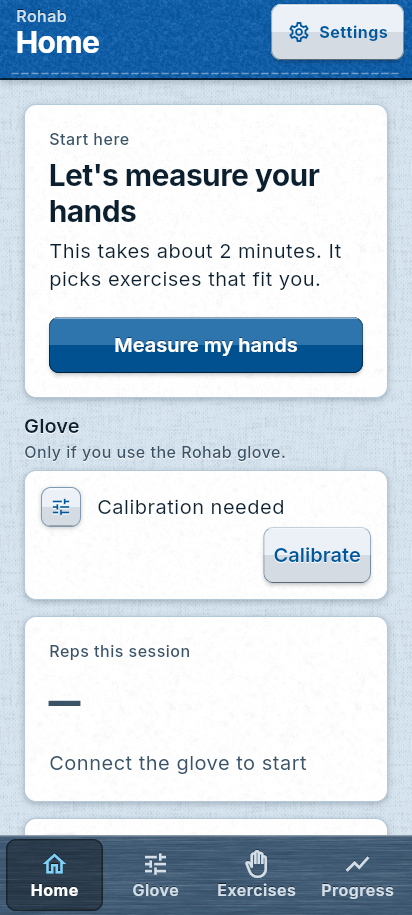 Rohab
Home
Settings
Start here
Let's measure your
hands
This takes about 2 minutes. It
picks exercises that fit you.
Measure my hands
Glove
Only if you use the Rohab glove.
Calibration needed
Calibrate
Reps this session
—
Connect the glove to start
Home
Glove
Exercises
Progress